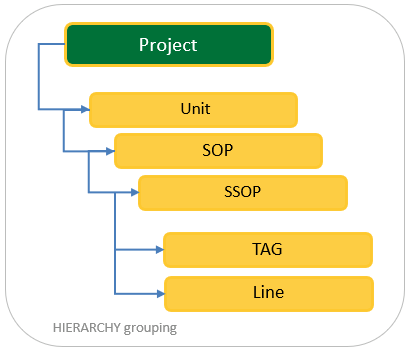 Project
Unit
SOP
SSOP
TAG
Line
HIERARCHY grouping